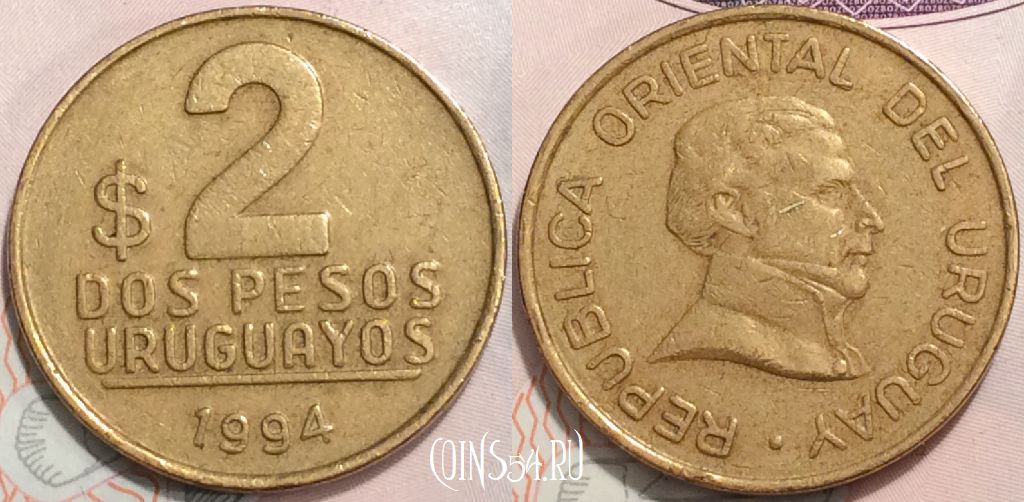 2
$
DOS PESOS
URUGUAYOS
1994
REPUBLICA ORIENTAL DEL URUGUAY
COINS54.RU